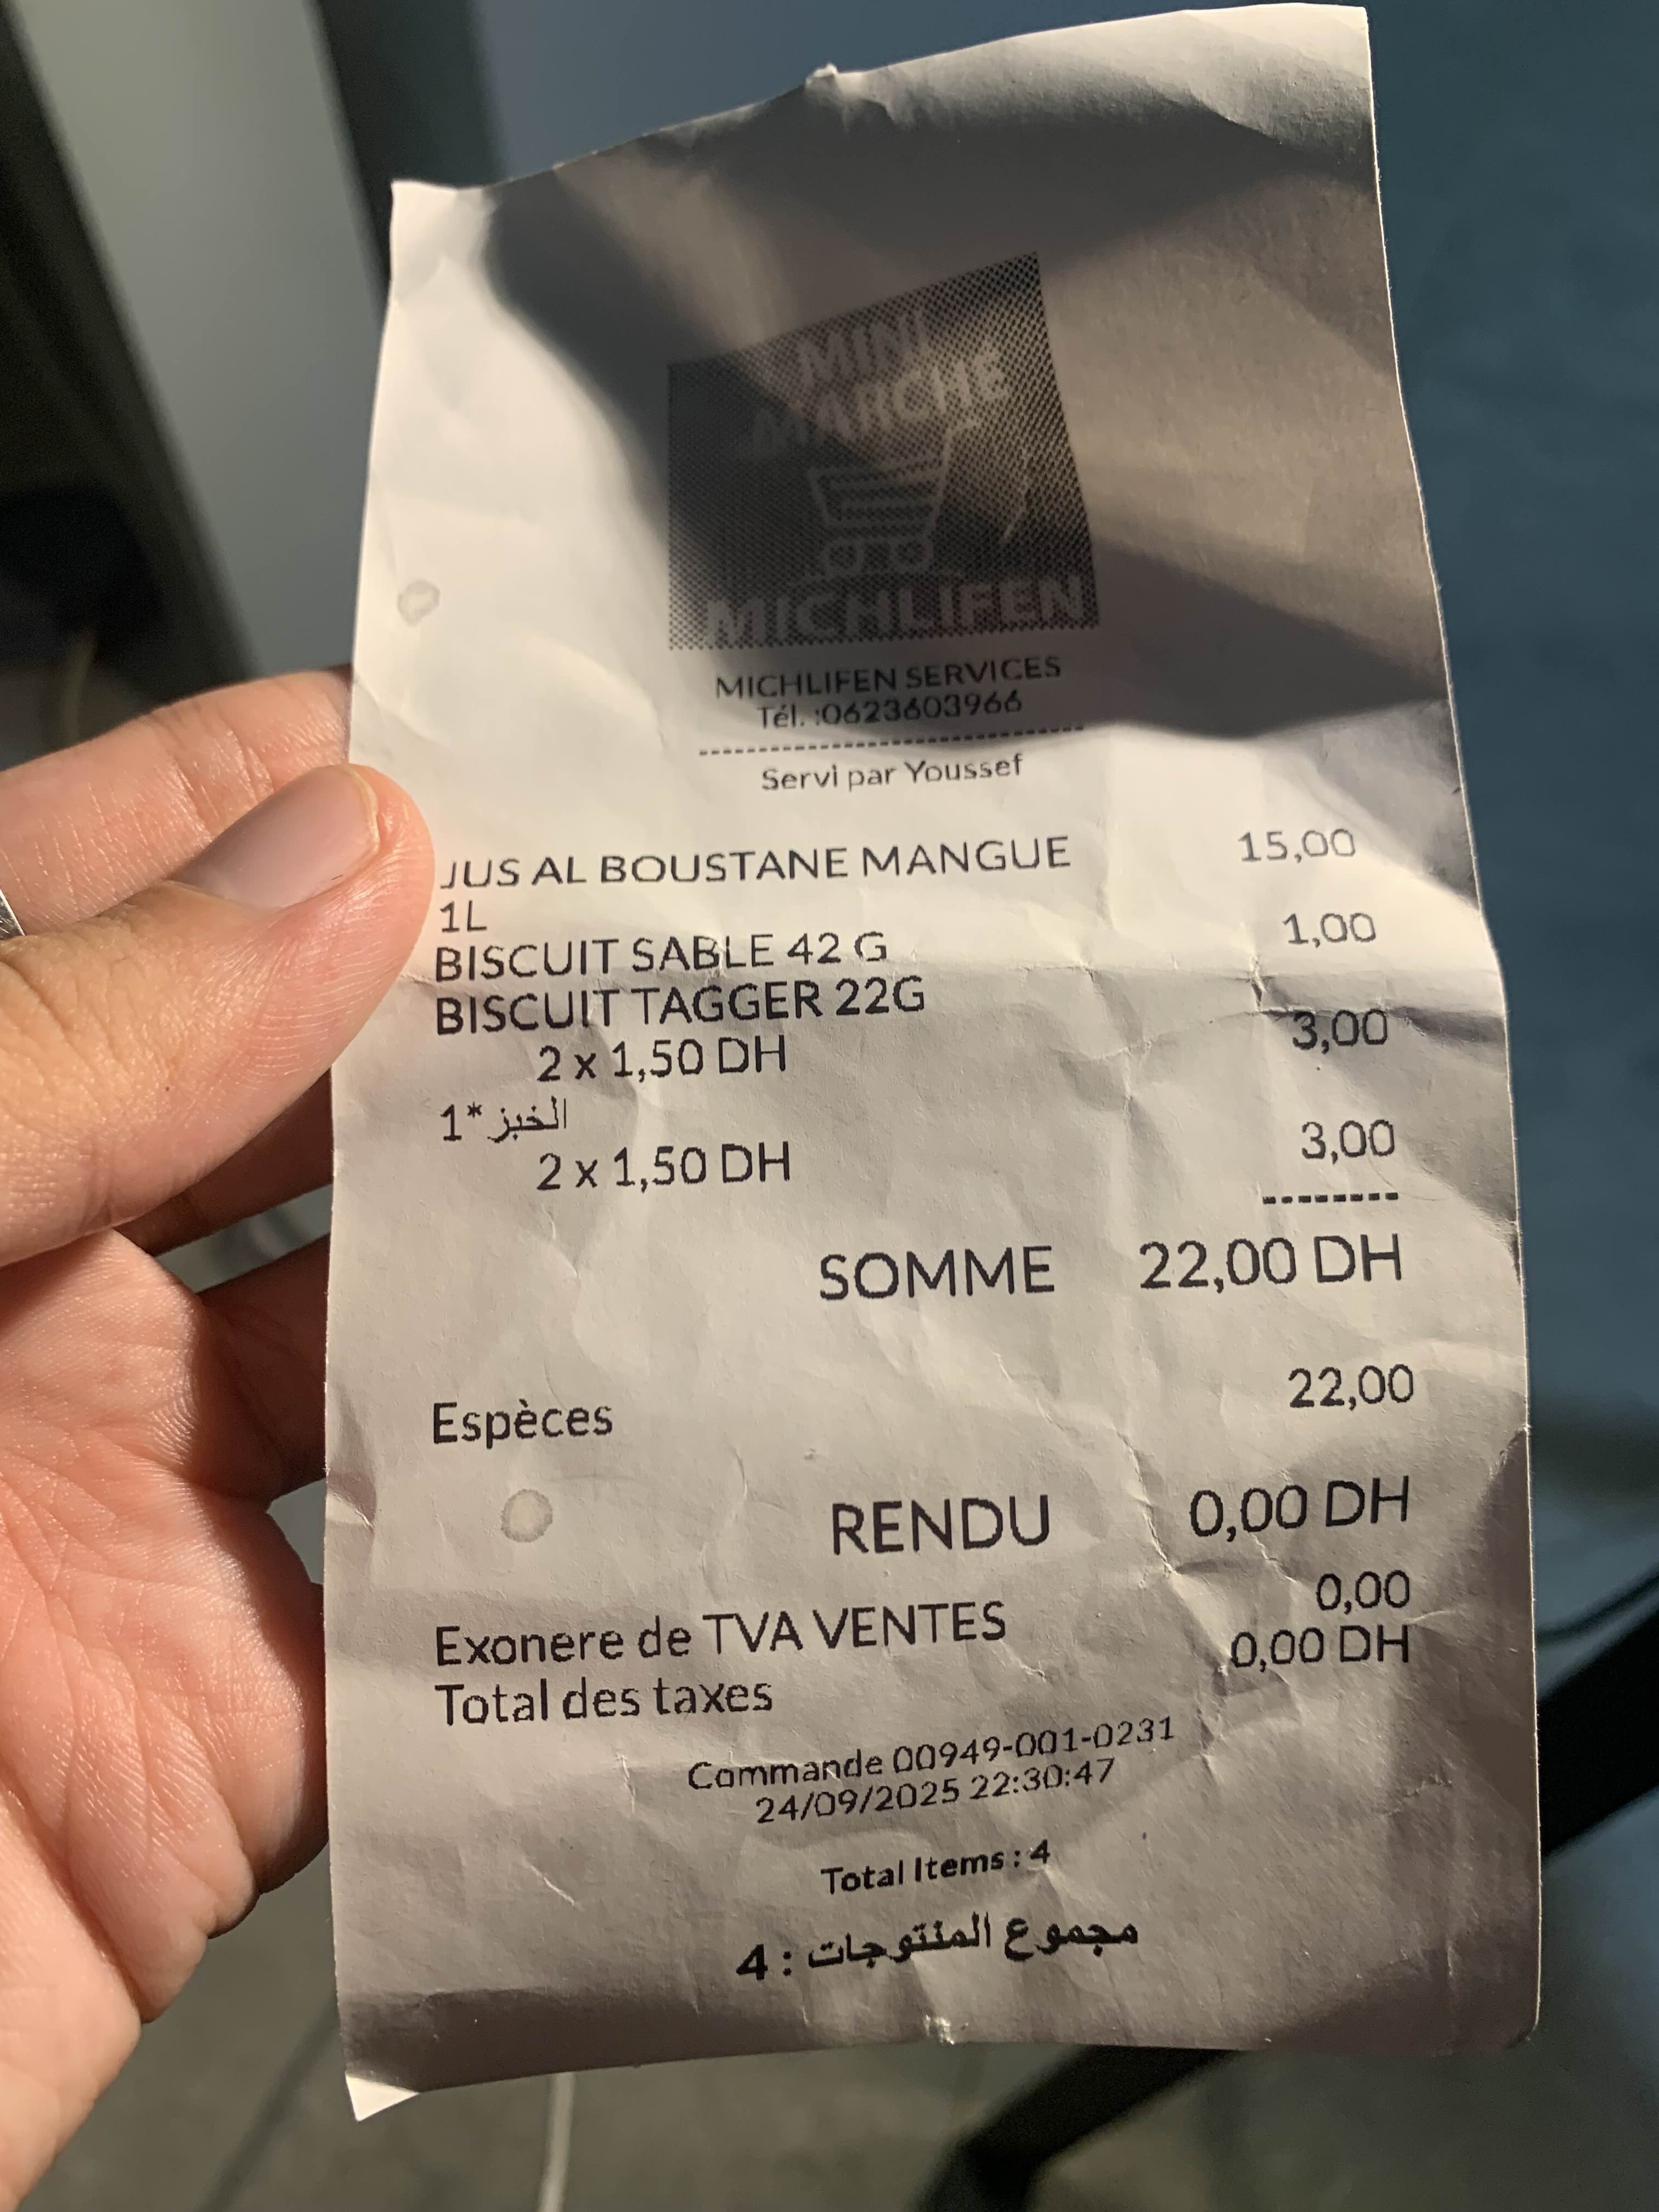 MINI
MARCHÉ
MICHLIFEN
MICHLIFEN SERVICES
Tél. :0623603966
--------------------------------
Servi par Youssef
JUS AL BOUSTANE MANGUE 15,00
1L
BISCUIT SABLE 42 G 1,00
BISCUIT TAGGER 22G
2 x 1,50 DH 3,00
1* الخبز
2 x 1,50 DH 3,00
--------
SOMME 22,00 DH
Espèces 22,00
RENDU 0,00 DH
Exonere de TVA VENTES 0,00
Total des taxes 0,00 DH
Commande 00949-001-0231
24/09/2025 22:30:47
Total Items : 4
مجموع المنتوجات : 4